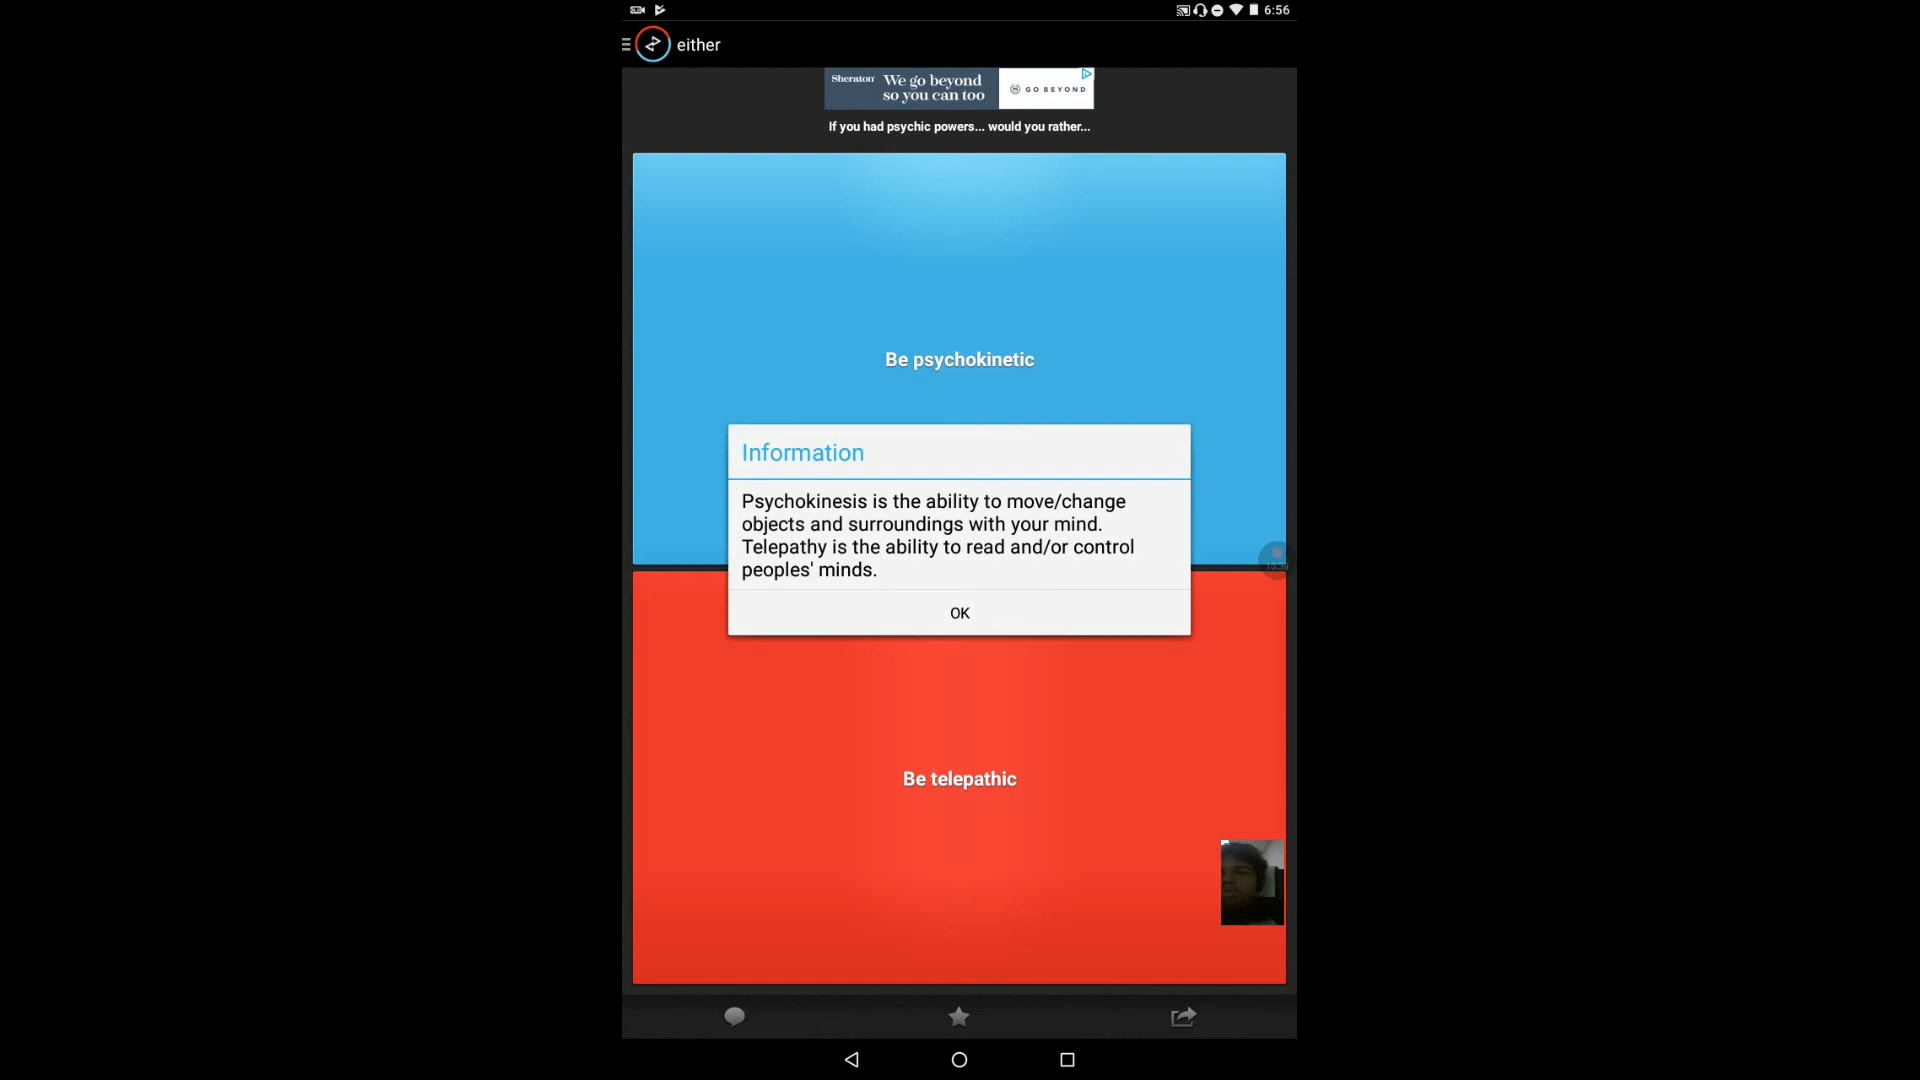 6:56
either
Sheraton
We go beyond
so you can too
GO BEYOND
If you had psychic powers... would you rather...
Be psychokinetic
Information
Psychokinesis is the ability to move/change
objects and surroundings with your mind.
Telepathy is the ability to read and/or control
peoples' minds.
OK
Be telepathic